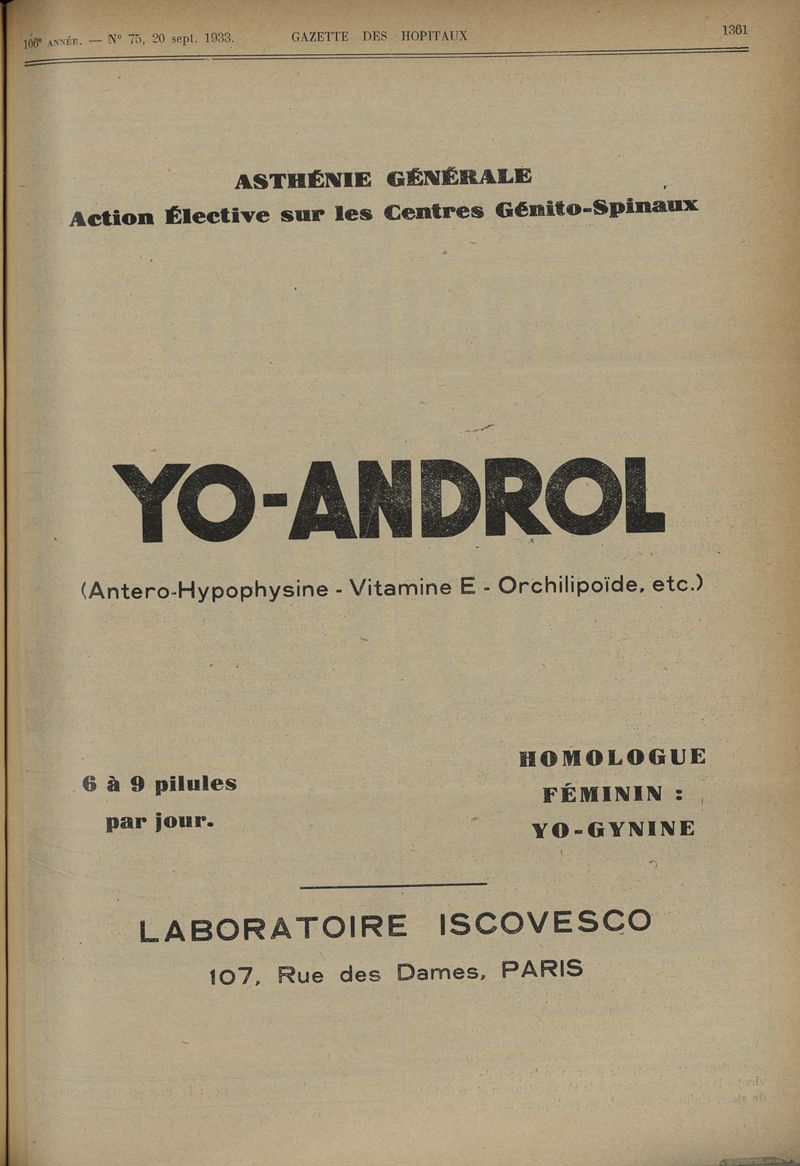 106ᵉ ANNÉE. — N° 75, 20 sept. 1933. GAZETTE DES HOPITAUX 1361
ASTHÉNIE GÉNÉRALE
Action Élective sur les Centres Génito-Spinaux
YO-ANDROL
(Antero-Hypophysine - Vitamine E - Orchilipoïde, etc.)
6 à 9 pilules
par jour.
HOMOLOGUE
FÉMININ :
YO-GYNINE
LABORATOIRE ISCOVESCO
107, Rue des Dames, PARIS